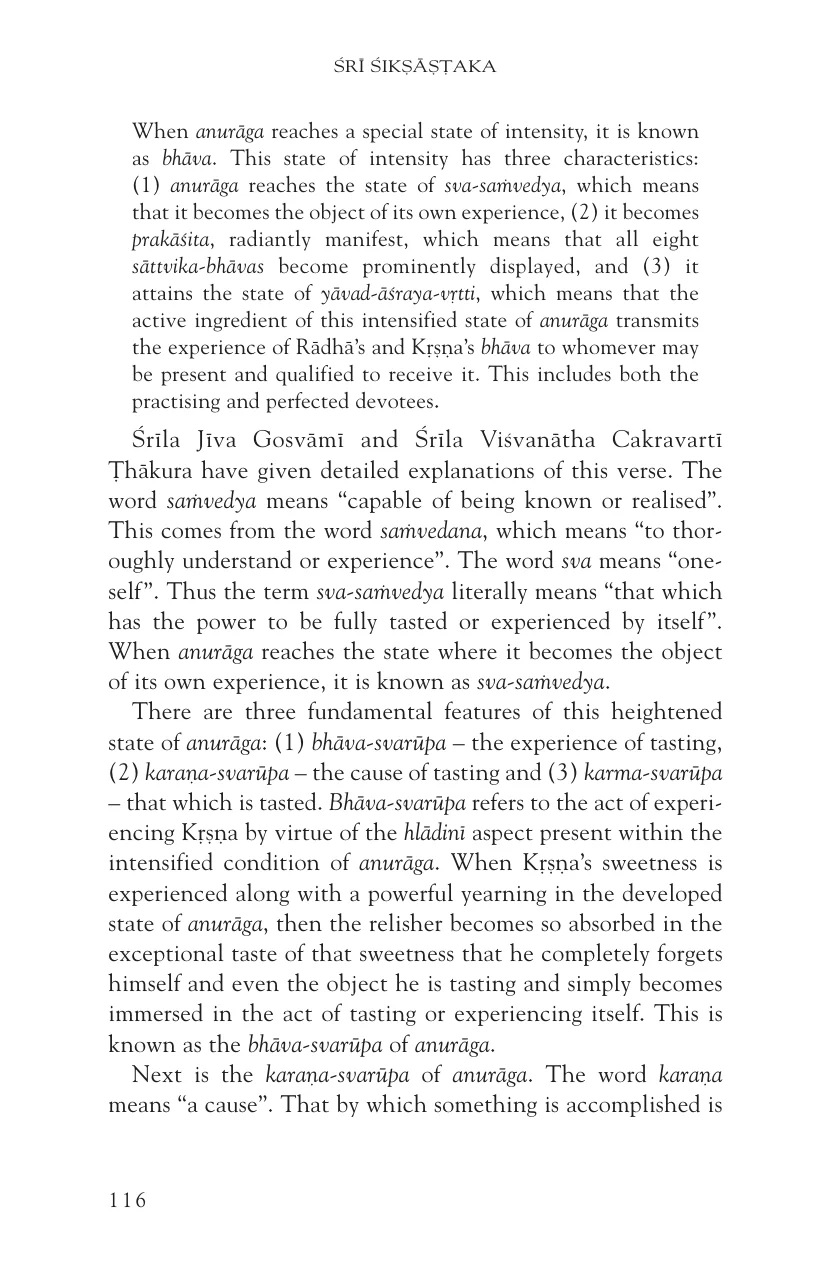 ŚRĪ ŚIKṢĀṢṬAKA
When anurāga reaches a special state of intensity, it is known
as bhāva. This state of intensity has three characteristics:
(1) anurāga reaches the state of sva-saṁvedya, which means
that it becomes the object of its own experience, (2) it becomes
prakāśita, radiantly manifest, which means that all eight
sāttvika-bhāvas become prominently displayed, and (3) it
attains the state of yāvad-āśraya-vṛtti, which means that the
active ingredient of this intensified state of anurāga transmits
the experience of Rādhā’s and Kṛṣṇa’s bhāva to whomever may
be present and qualified to receive it. This includes both the
practising and perfected devotees.
Śrīla Jīva Gosvāmī and Śrīla Viśvanātha Cakravartī
Ṭhākura have given detailed explanations of this verse. The
word saṁvedya means “capable of being known or realised”.
This comes from the word saṁvedana, which means “to thor-
oughly understand or experience”. The word sva means “one-
self”. Thus the term sva-saṁvedya literally means “that which
has the power to be fully tasted or experienced by itself”.
When anurāga reaches the state where it becomes the object
of its own experience, it is known as sva-saṁvedya.
There are three fundamental features of this heightened
state of anurāga: (1) bhāva-svarūpa – the experience of tasting,
(2) karaṇa-svarūpa – the cause of tasting and (3) karma-svarūpa
– that which is tasted. Bhāva-svarūpa refers to the act of experi-
encing Kṛṣṇa by virtue of the hlādinī aspect present within the
intensified condition of anurāga. When Kṛṣṇa’s sweetness is
experienced along with a powerful yearning in the developed
state of anurāga, then the relisher becomes so absorbed in the
exceptional taste of that sweetness that he completely forgets
himself and even the object he is tasting and simply becomes
immersed in the act of tasting or experiencing itself. This is
known as the bhāva-svarūpa of anurāga.
Next is the karaṇa-svarūpa of anurāga. The word karaṇa
means “a cause”. That by which something is accomplished is
116